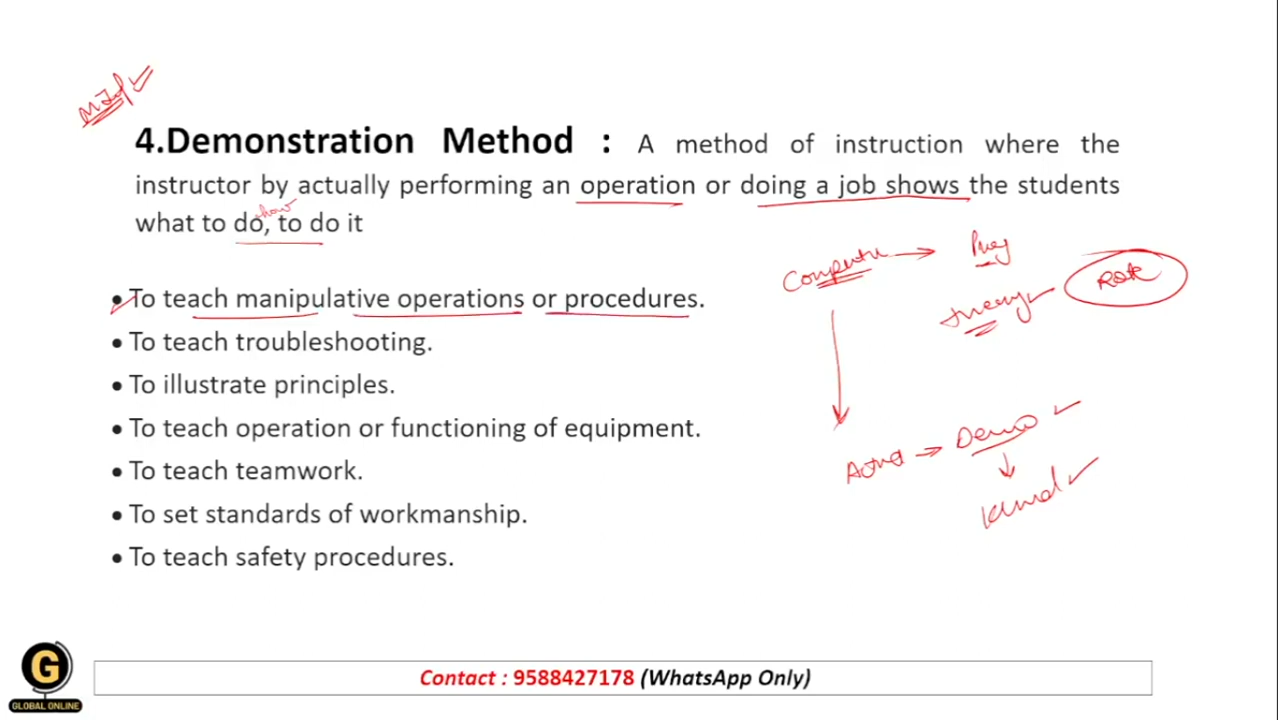 4.Demonstration Method : A method of instruction where the
instructor by actually performing an operation or doing a job shows the students
how
what to do, to do it
• To teach manipulative operations or procedures.
• To teach troubleshooting.
• To illustrate principles.
• To teach operation or functioning of equipment.
• To teach teamwork.
• To set standards of workmanship.
• To teach safety procedures.
theory
Demo
G
GLOBAL ONLINE
Contact : 9588427178 (WhatsApp Only)